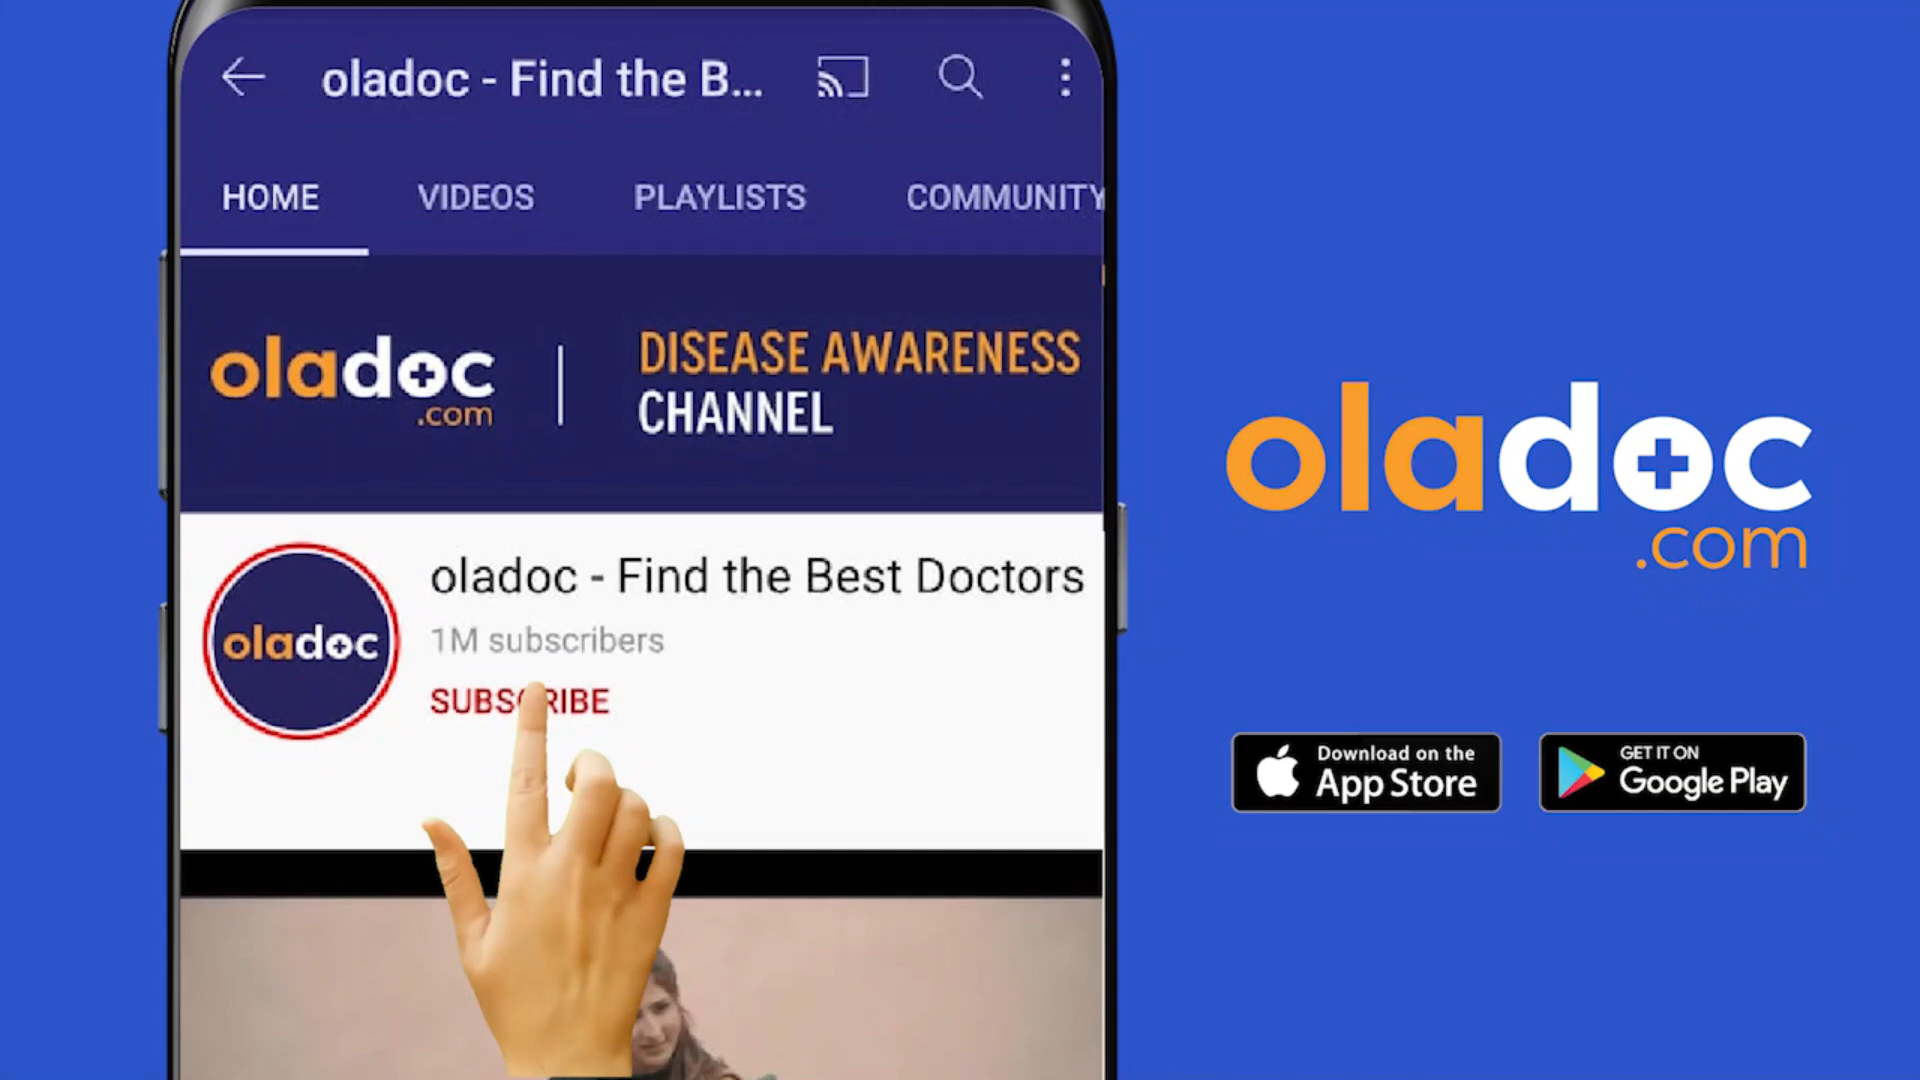 oladoc - Find the B...
HOME VIDEOS PLAYLISTS COMMUNITY
oladoc
.com
DISEASE AWARENESS
CHANNEL
oladoc
oladoc - Find the Best Doctors
1M subscribers
SUBSCRIBE
oladoc
.com
Download on the
App Store
GET IT ON
Google Play